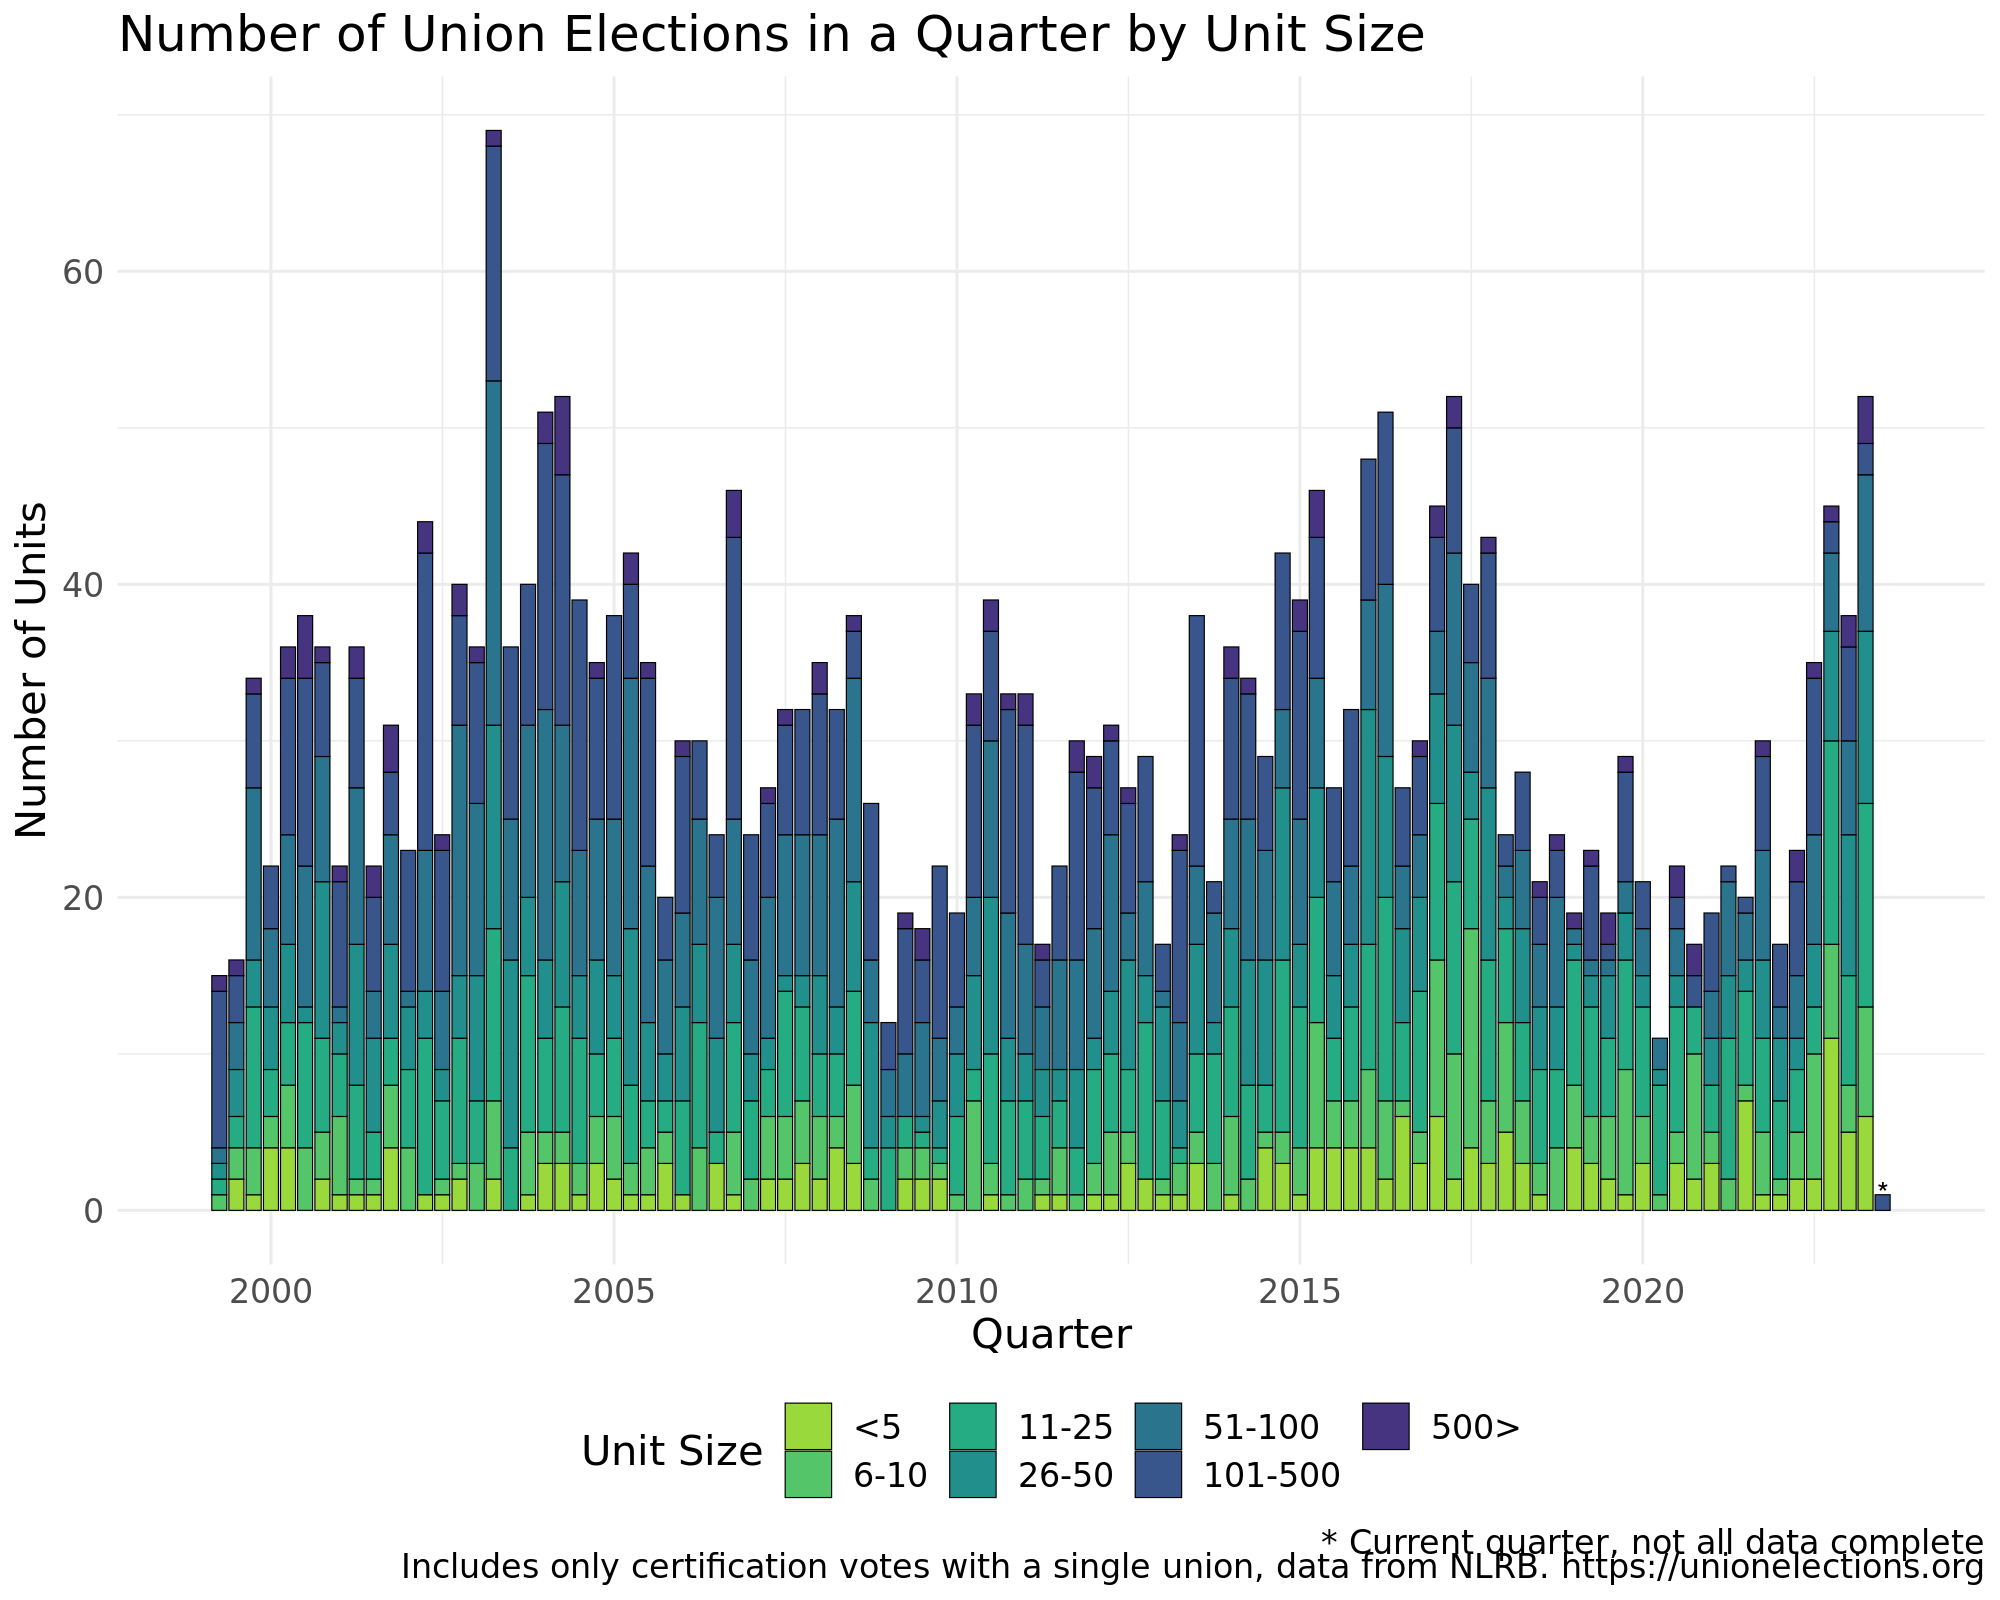 Number of Union Elections in a Quarter by Unit Size
Number of Units
60
40
20
0
*
2000 2005 2010 2015 2020
Quarter
Unit Size
<5 11-25 51-100 500>
6-10 26-50 101-500
* Current quarter, not all data complete
Includes only certification votes with a single union, data from NLRB. https://unionelections.org